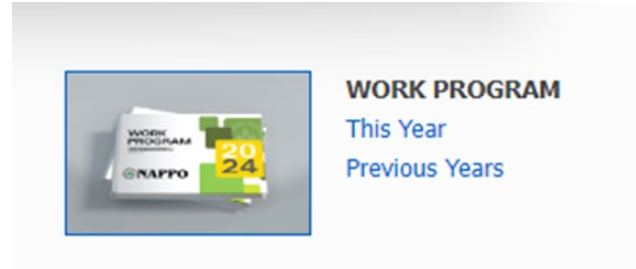 WORK
PROGRAM
20
24
NAPPO
WORK PROGRAM
This Year
Previous Years